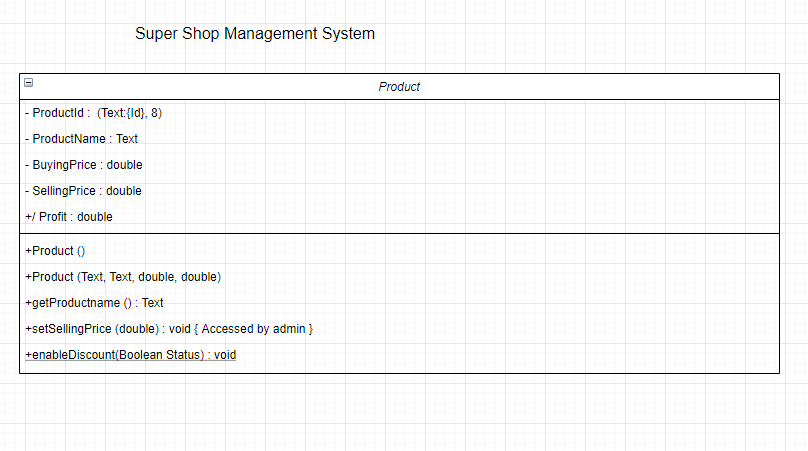 Super Shop Management System
Product
- ProductId : (Text:{Id}, 8)
- ProductName : Text
- BuyingPrice : double
- SellingPrice : double
+/ Profit : double
+Product ()
+Product (Text, Text, double, double)
+getProductname () : Text
+setSellingPrice (double) : void { Accessed by admin }
+enableDiscount(Boolean Status) : void